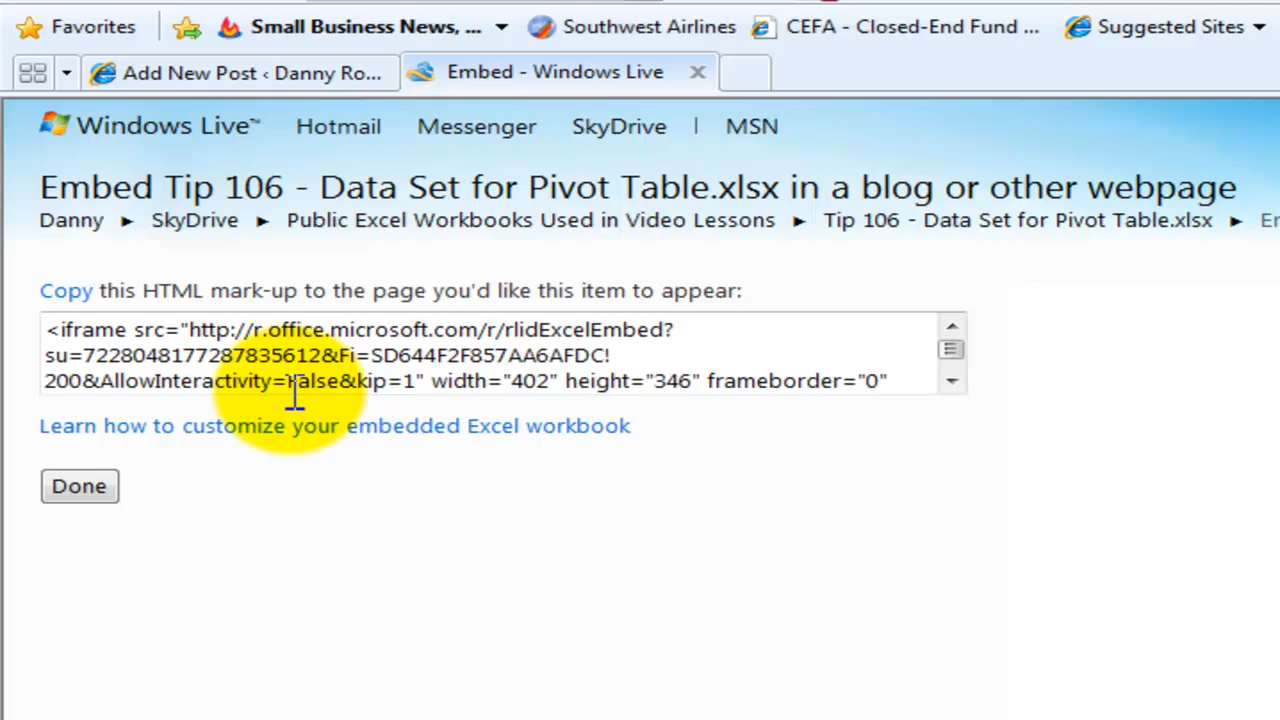 Favorites Small Business News, ... Southwest Airlines CEFA - Closed-End Fund ... Suggested Sites
Add New Post ‹ Danny Ro... Embed - Windows Live
Windows Live™ Hotmail Messenger SkyDrive | MSN
Embed Tip 106 - Data Set for Pivot Table.xlsx in a blog or other webpage
Danny ► SkyDrive ► Public Excel Workbooks Used in Video Lessons ► Tip 106 - Data Set for Pivot Table.xlsx ►
Copy this HTML mark-up to the page you'd like this item to appear:
<iframe src="http://r.office.microsoft.com/r/rlidExcelEmbed?
su=7228048177287835612&Fi=SD644F2F857AA6AFDC!
200&AllowInteractivity=False&kip=1" width="402" height="346" frameborder="0"
Learn how to customize your embedded Excel workbook
Done